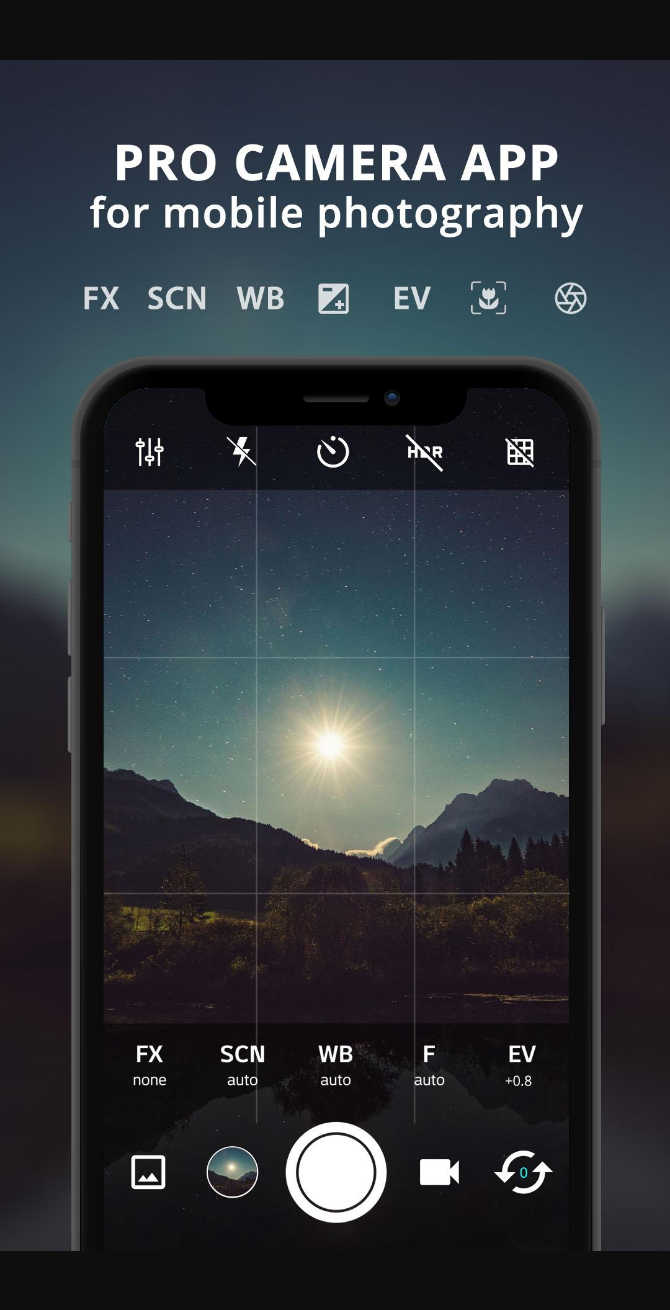 PRO CAMERA APP
for mobile photography
FX SCN WB EV
HDR
FX SCN WB F EV
none auto auto auto +0.8
0